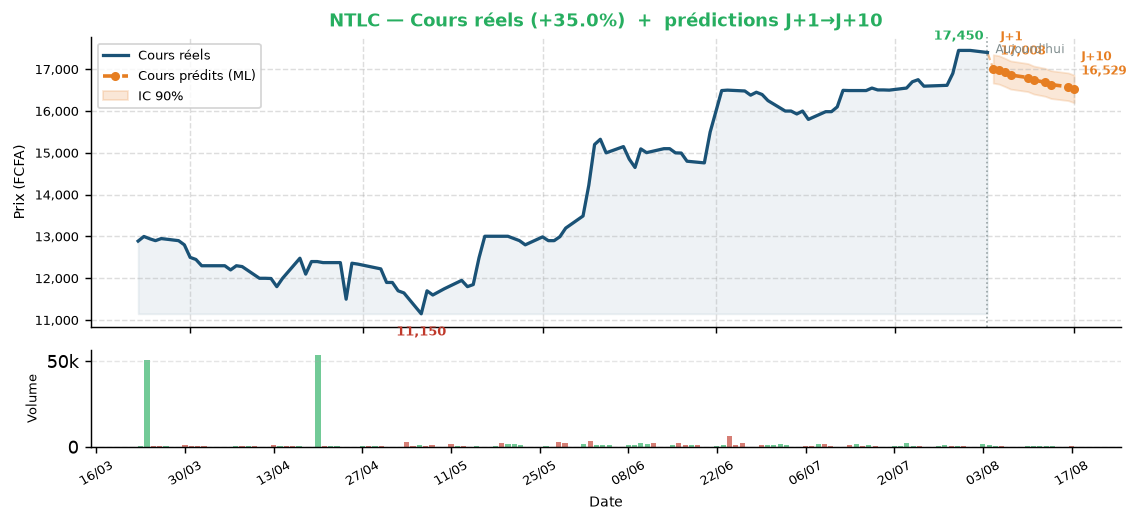 NTLC — Cours réels (+35.0%)  +  prédictions J+1→J+10
Cours réels
Cours prédits (ML)
IC 90%
17,450
Aujourd'hui
J+1
17,008
J+10
16,529
11,150
Prix (FCFA)
17,000
16,000
15,000
14,000
13,000
12,000
11,000
Volume
50k
0
16/03 30/03 13/04 27/04 11/05 25/05 08/06 22/06 06/07 20/07 03/08 17/08
Date